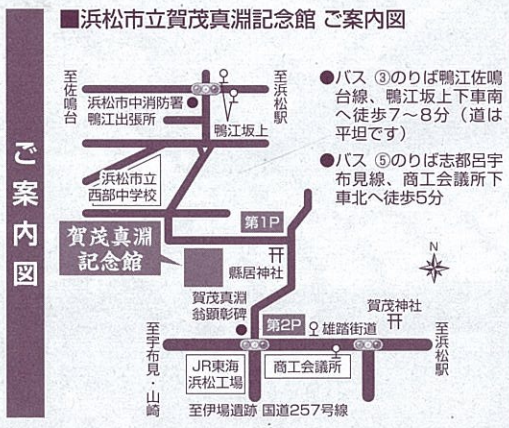 ■浜松市立賀茂真淵記念館 ご案内図
ご案内図
至佐鳴台
至浜松駅
浜松市中消防署
鴨江出張所
鴨江坂上
浜松市立
西部中学校
●バス ③のりば鴨江佐鳴
台線、鴨江坂上下車南
へ徒歩7～8分（道は
平坦です）
●バス ⑤のりば志都呂宇
布見線、商工会議所下
車北へ徒歩5分
第1P
賀茂真淵
記念館
縣居神社
N
賀茂真淵
翁顕彰碑
賀茂神社
第2P
雄踏街道
至宇布見・山崎
至浜松駅
JR東海
浜松工場
商工会議所
至伊場遺跡 国道257号線